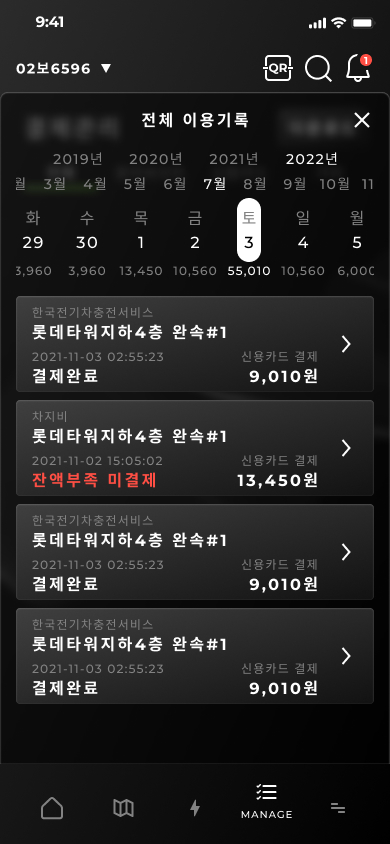 9:41
02보6596 ▼
QR
1
전체 이용기록
2019년 2020년 2021년 2022년
월 3월 4월 5월 6월 7월 8월 9월 10월 11
화 수 목 금 토 일 월
29 30 1 2 3 4 5
3,960 3,960 13,450 10,560 55,010 10,560 6,000
한국전기차충전서비스
롯데타워지하4층 완속#1
2021-11-03 02:55:23 신용카드 결제
결제완료 9,010원
차지비
롯데타워지하4층 완속#1
2021-11-02 15:05:02 신용카드 결제
잔액부족 미결제 13,450원
한국전기차충전서비스
롯데타워지하4층 완속#1
2021-11-03 02:55:23 신용카드 결제
결제완료 9,010원
한국전기차충전서비스
롯데타워지하4층 완속#1
2021-11-03 02:55:23 신용카드 결제
결제완료 9,010원
MANAGE